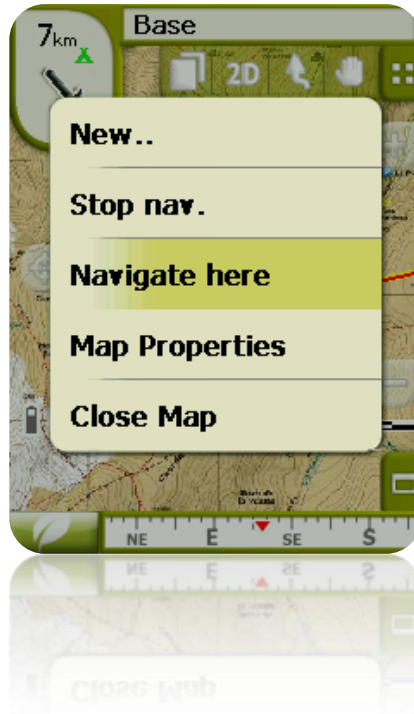 7km
Base
2D
New..
Stop nav.
Navigate here
Map Properties
Close Map
NE E SE S